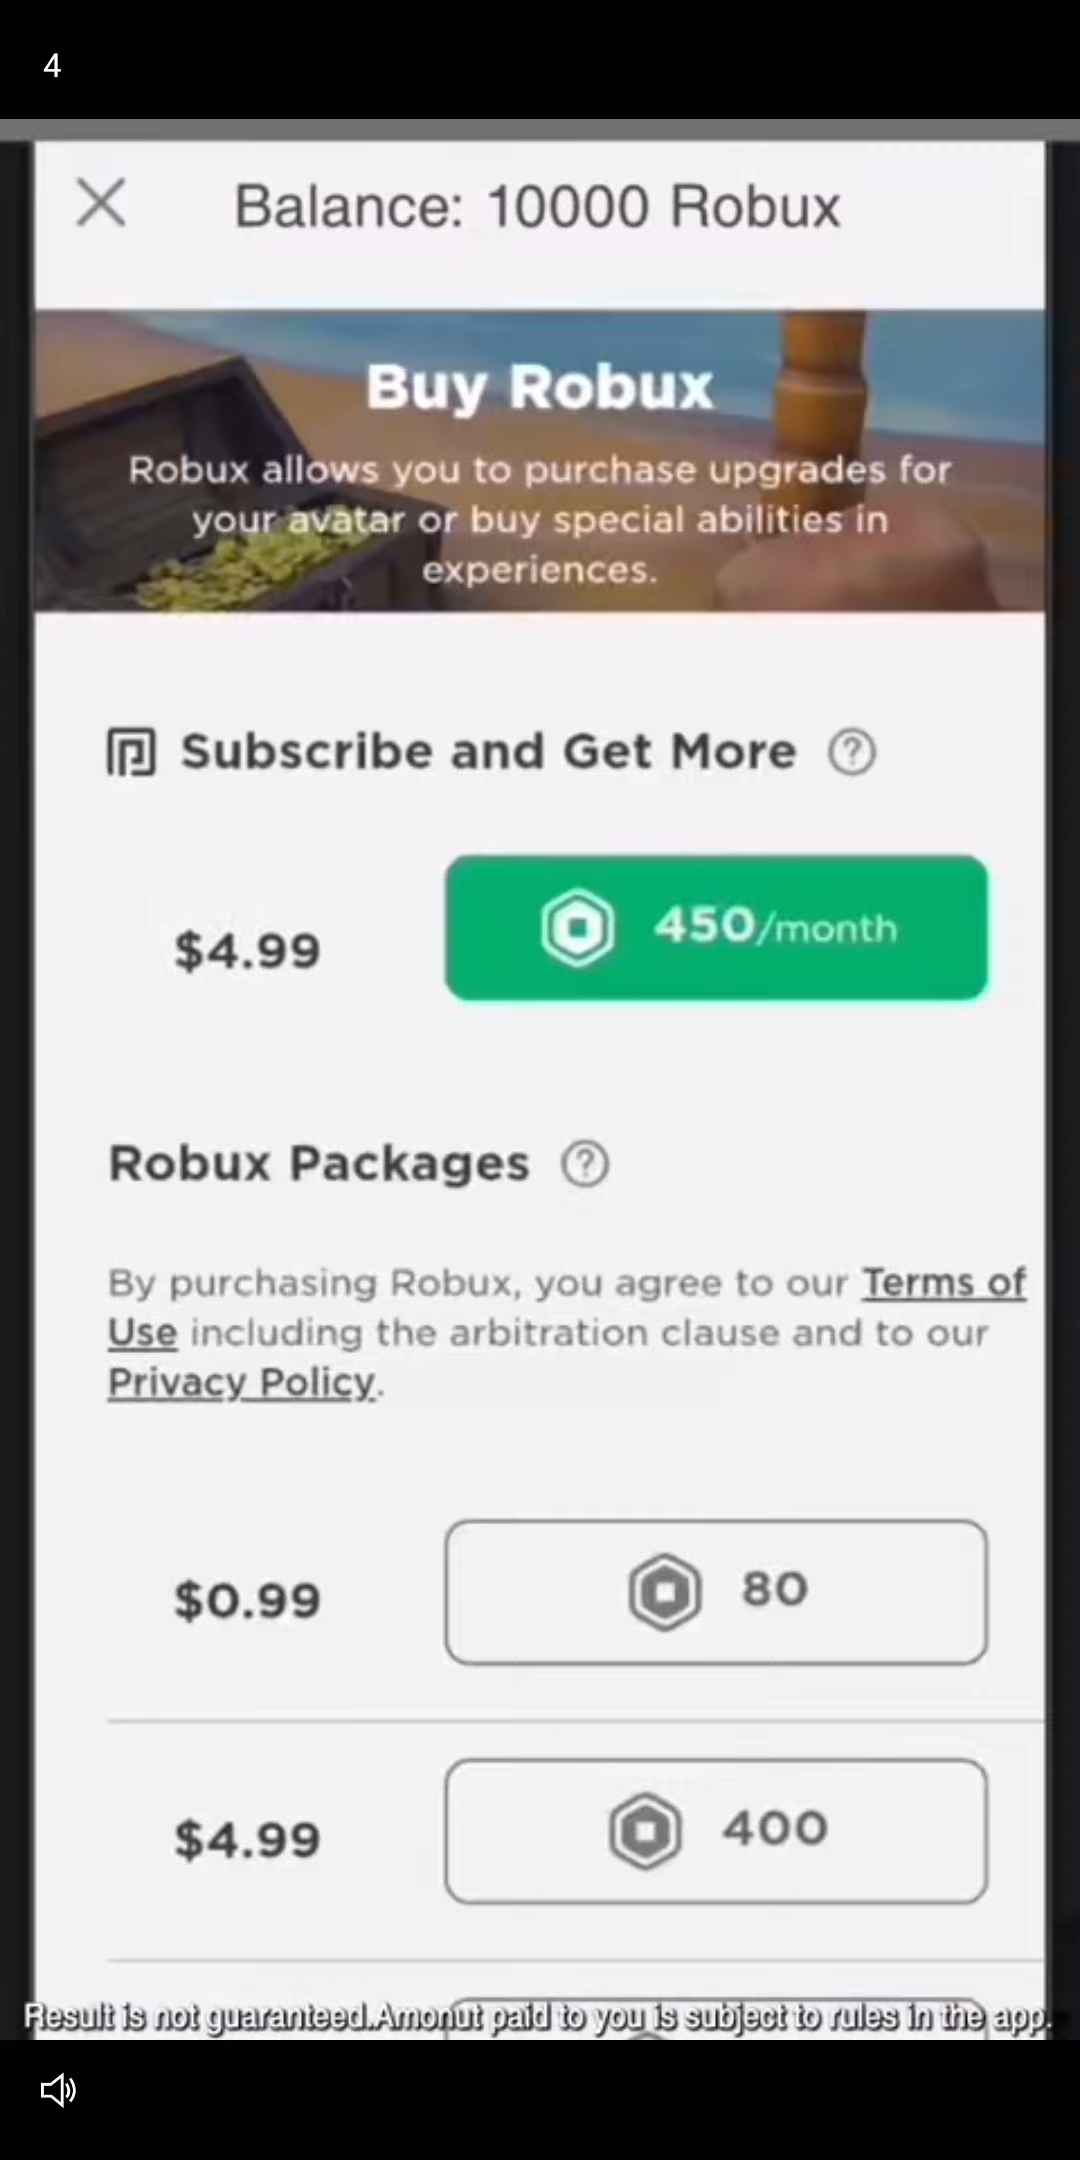 4
Balance: 10000 Robux
Buy Robux
Robux allows you to purchase upgrades for
your avatar or buy special abilities in
experiences.
Subscribe and Get More
$4.99
450/month
Robux Packages
By purchasing Robux, you agree to our Terms of
Use including the arbitration clause and to our
Privacy Policy.
$0.99
80
$4.99
400
Result is not guaranteed.Amonut paid to you is subject to rules in the app.